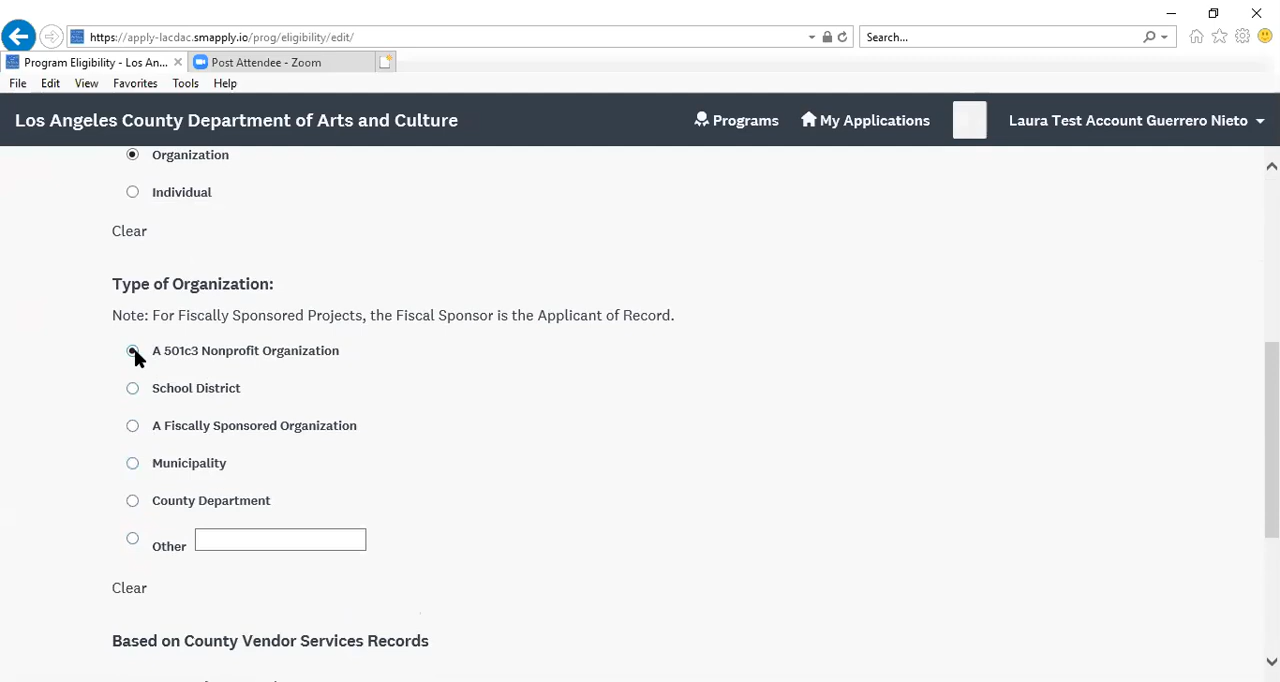 https://apply-lacdac.smapply.io/prog/eligibility/edit/
Search...
Program Eligibility - Los An...
Post Attendee - Zoom
File Edit View Favorites Tools Help
Los Angeles County Department of Arts and Culture
Programs
My Applications
Laura Test Account Guerrero Nieto
Organization
Individual
Clear
Type of Organization:
Note: For Fiscally Sponsored Projects, the Fiscal Sponsor is the Applicant of Record.
A 501c3 Nonprofit Organization
School District
A Fiscally Sponsored Organization
Municipality
County Department
Other
Clear
Based on County Vendor Services Records